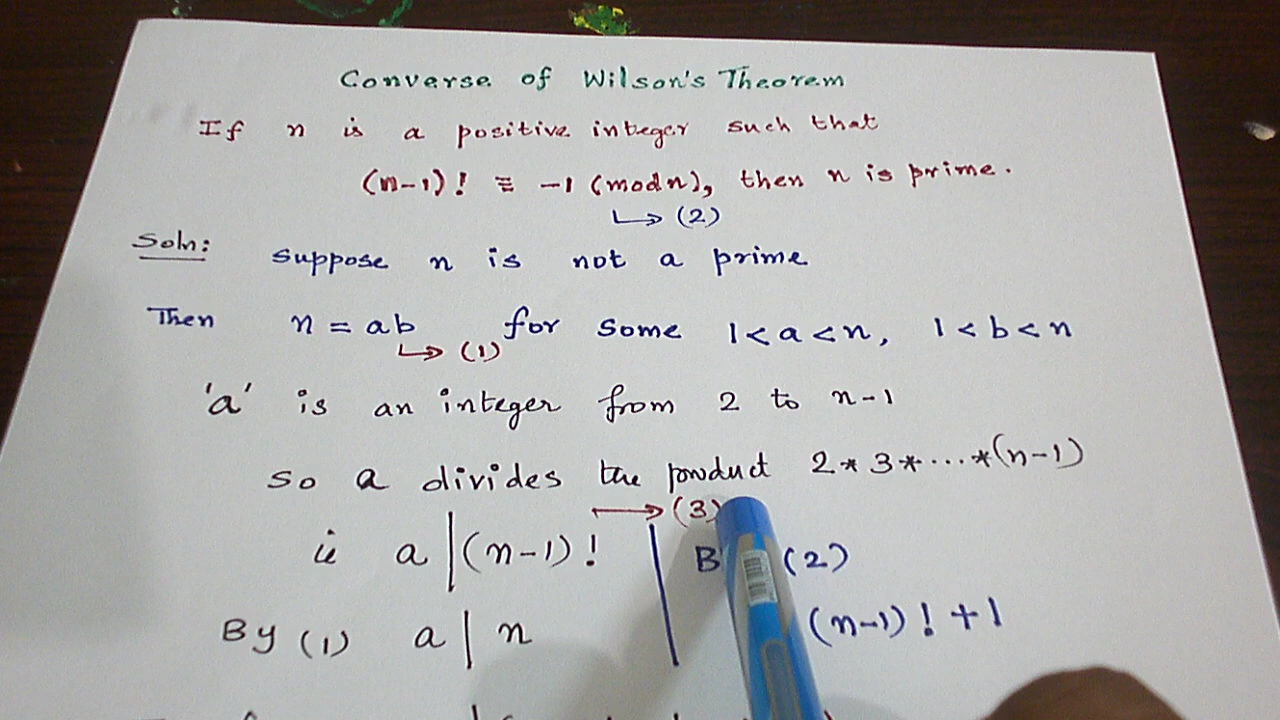 Converse of Wilson's Theorem
If n is a positive integer such that
(n-1)! ≡ -1 (mod n), then n is prime.
↳ (2)
Soln:
Suppose n is not a prime
Then n = ab for some 1<a<n, 1<b<n
↳ (1)
'a' is an integer from 2 to n-1
So a divides the product 2*3*....*(n-1)
⟼ (3)
ie a|(n-1)!
By (1) a | n
(2)
(n-1)! +1